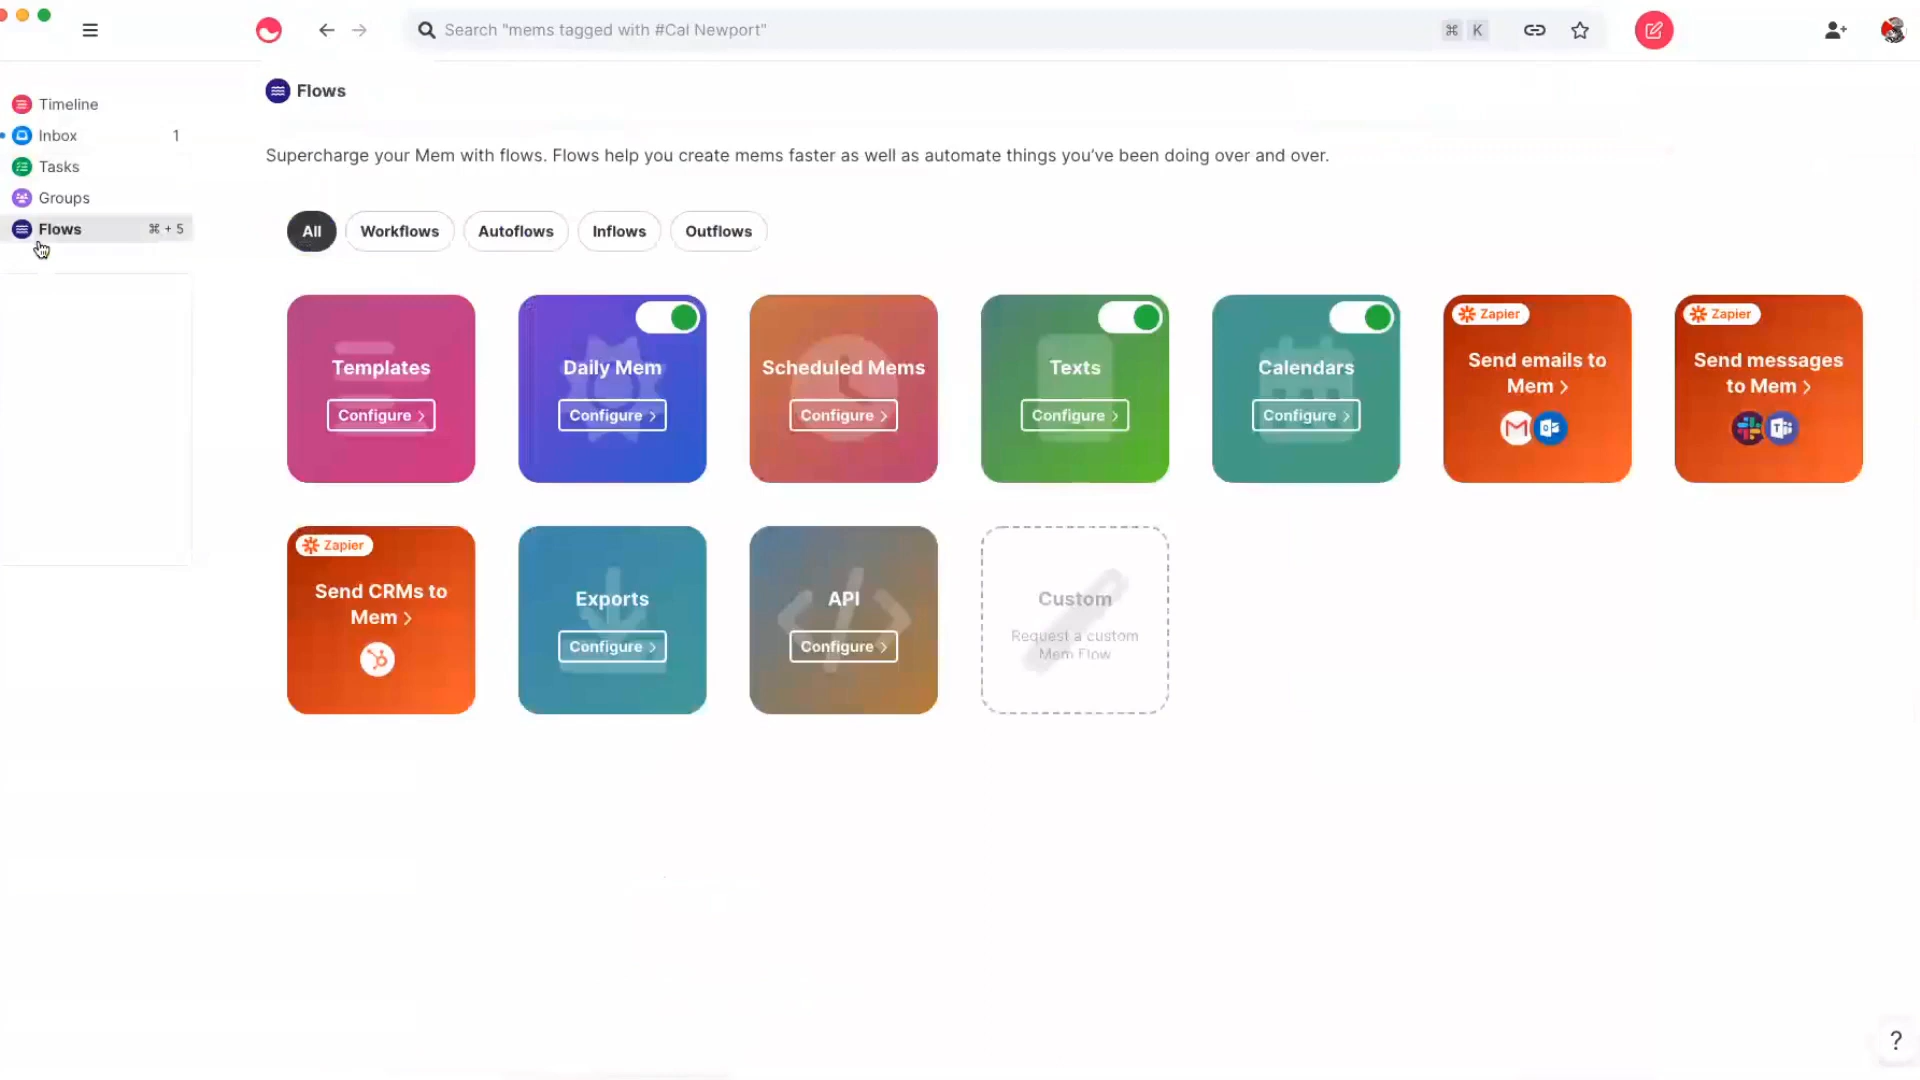 Search "mems tagged with #Cal Newport"
⌘ K
Timeline
Inbox 1
Tasks
Groups
Flows ⌘ + 5
Flows
Supercharge your Mem with flows. Flows help you create mems faster as well as automate things you've been doing over and over.
All Workflows Autoflows Inflows Outflows
Templates
Configure >
Daily Mem
Configure >
Scheduled Mems
Configure >
Texts
Configure >
Calendars
Configure >
Zapier
Send emails to
Mem >
Zapier
Send messages
to Mem >
Zapier
Send CRMs to
Mem >
Exports
Configure >
API
Configure >
Custom
Request a custom
Mem Flow
?